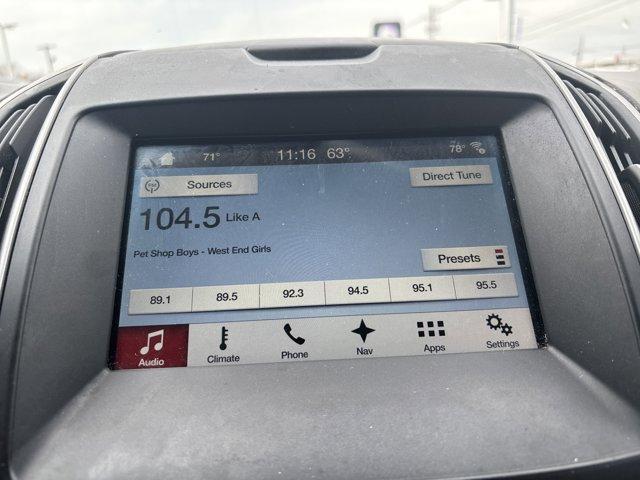 71° 11:16 63° 78°
FM Sources Direct Tune
104.5 Like A
Pet Shop Boys - West End Girls
Presets
89.1 89.5 92.3 94.5 95.1 95.5
Audio Climate Phone Nav Apps Settings